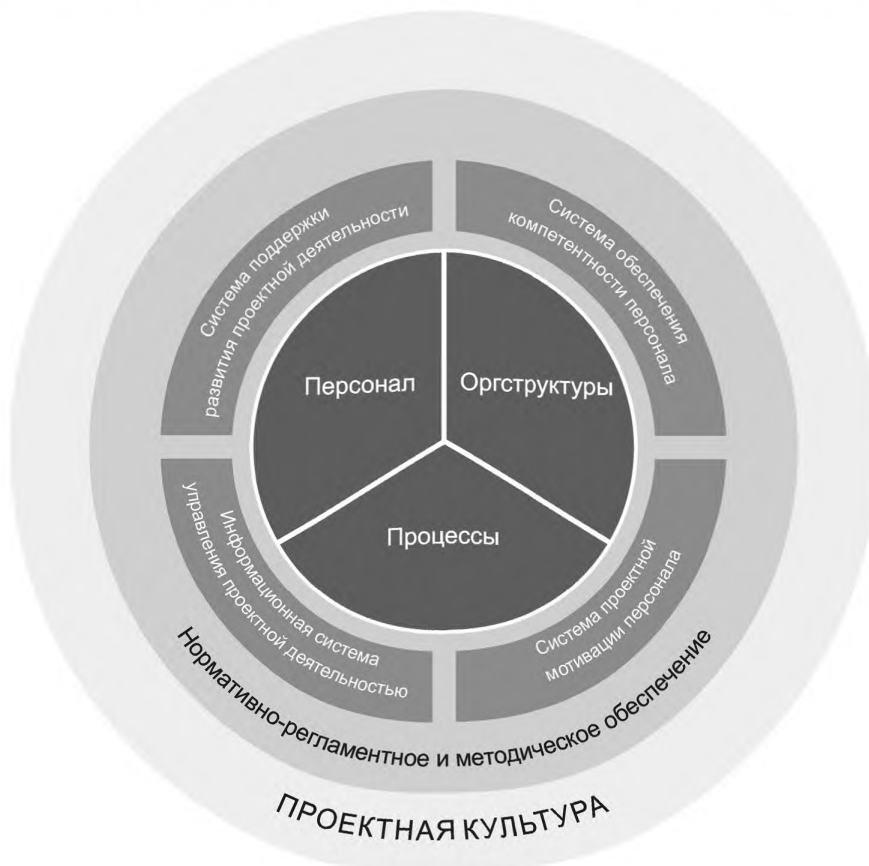 Система поддержки
развития проектной деятельности
Система обеспечения
компетентности персонала
Персонал
Оргструктуры
Процессы
Информационная система
управления проектной деятельностью
Система проектной
мотивации персонала
Нормативно-регламентное и методическое обеспечение
ПРОЕКТНАЯ КУЛЬТУРА